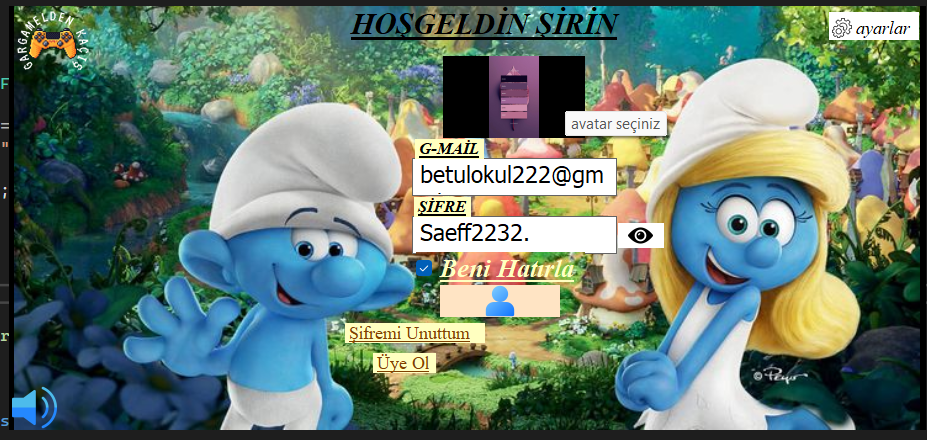 GARGAMELDEN KAÇIŞ
HOŞGELDİN ŞİRİN
ayarlar
avatar seçiniz
G-MAİL
betulokul222@gm
ŞİFRE
Saeff2232.
Beni Hatırla
Şifremi Unuttum
Üye Ol
© Peyo
F
=
"
;
r
s